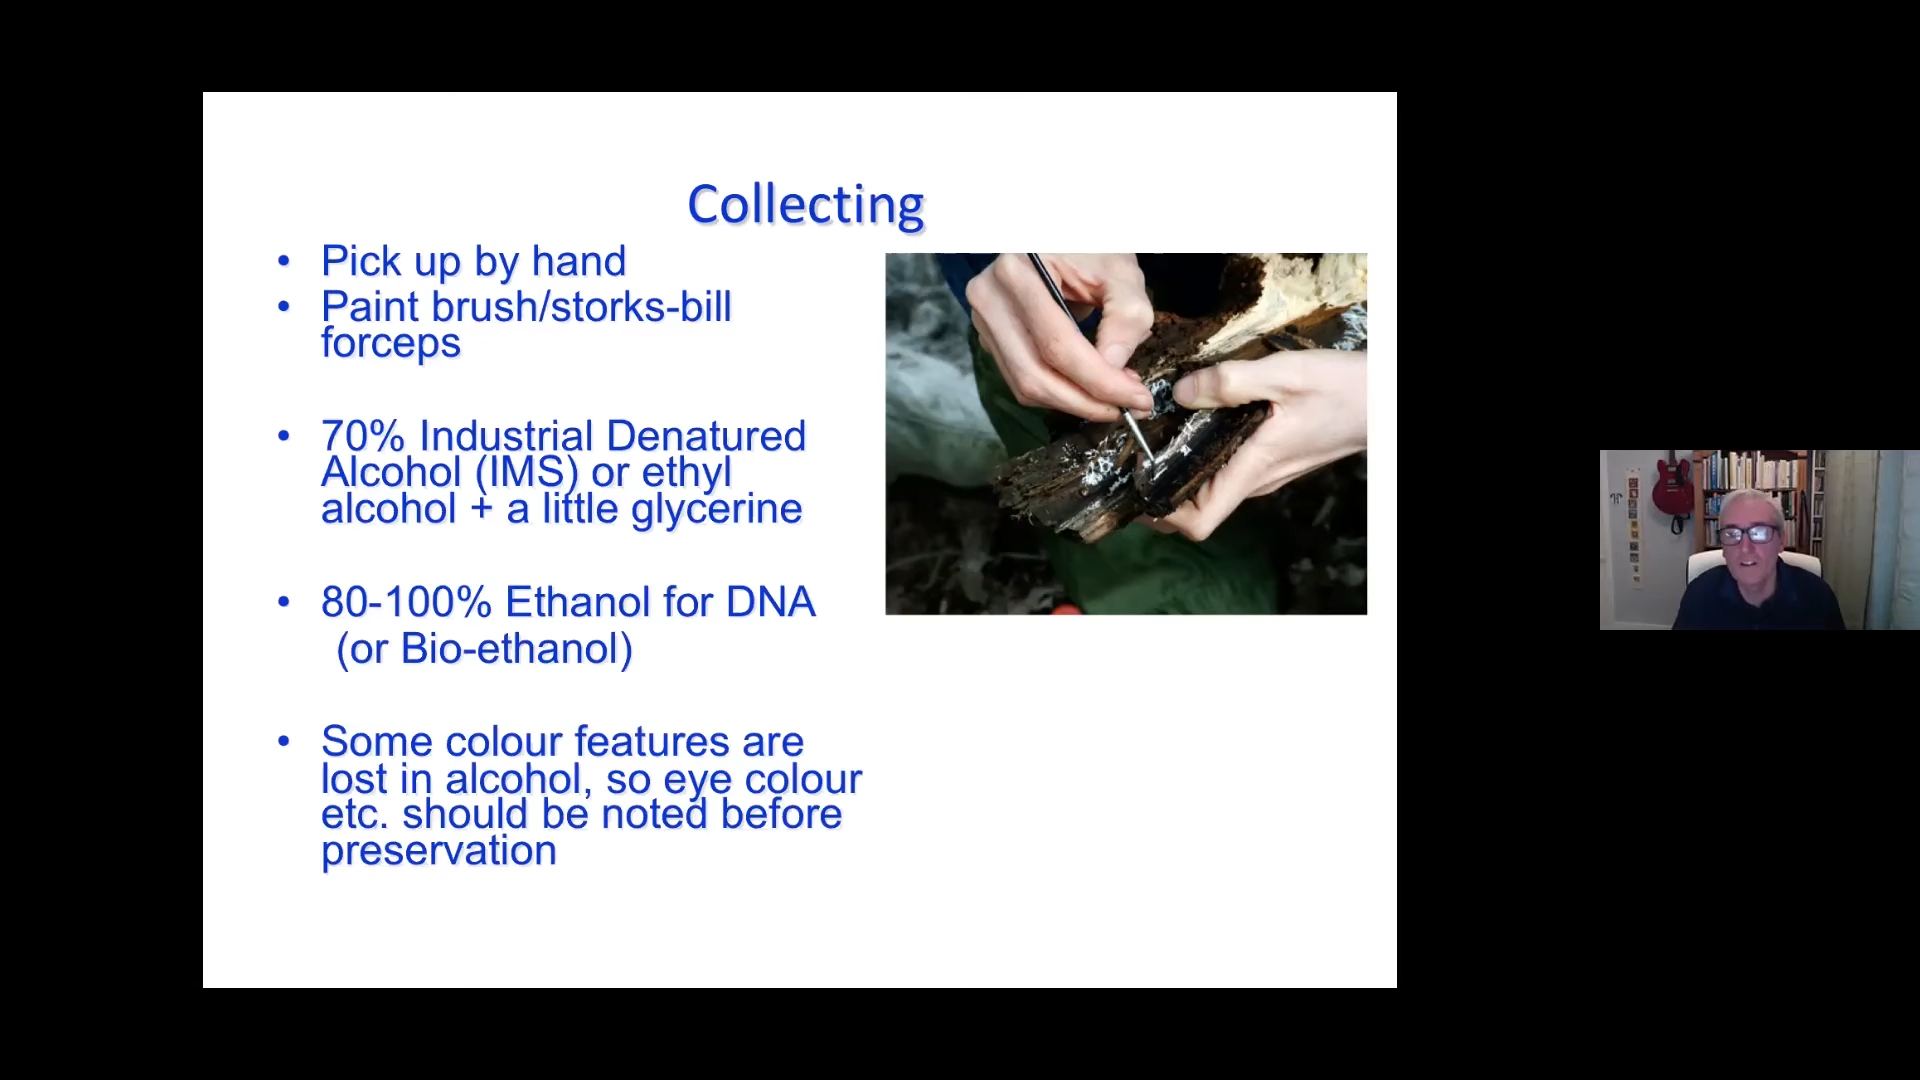 Collecting
• Pick up by hand
• Paint brush/storks-bill
forceps
• 70% Industrial Denatured
Alcohol (IMS) or ethyl
alcohol + a little glycerine
• 80-100% Ethanol for DNA
(or Bio-ethanol)
• Some colour features are
lost in alcohol, so eye colour
etc. should be noted before
preservation